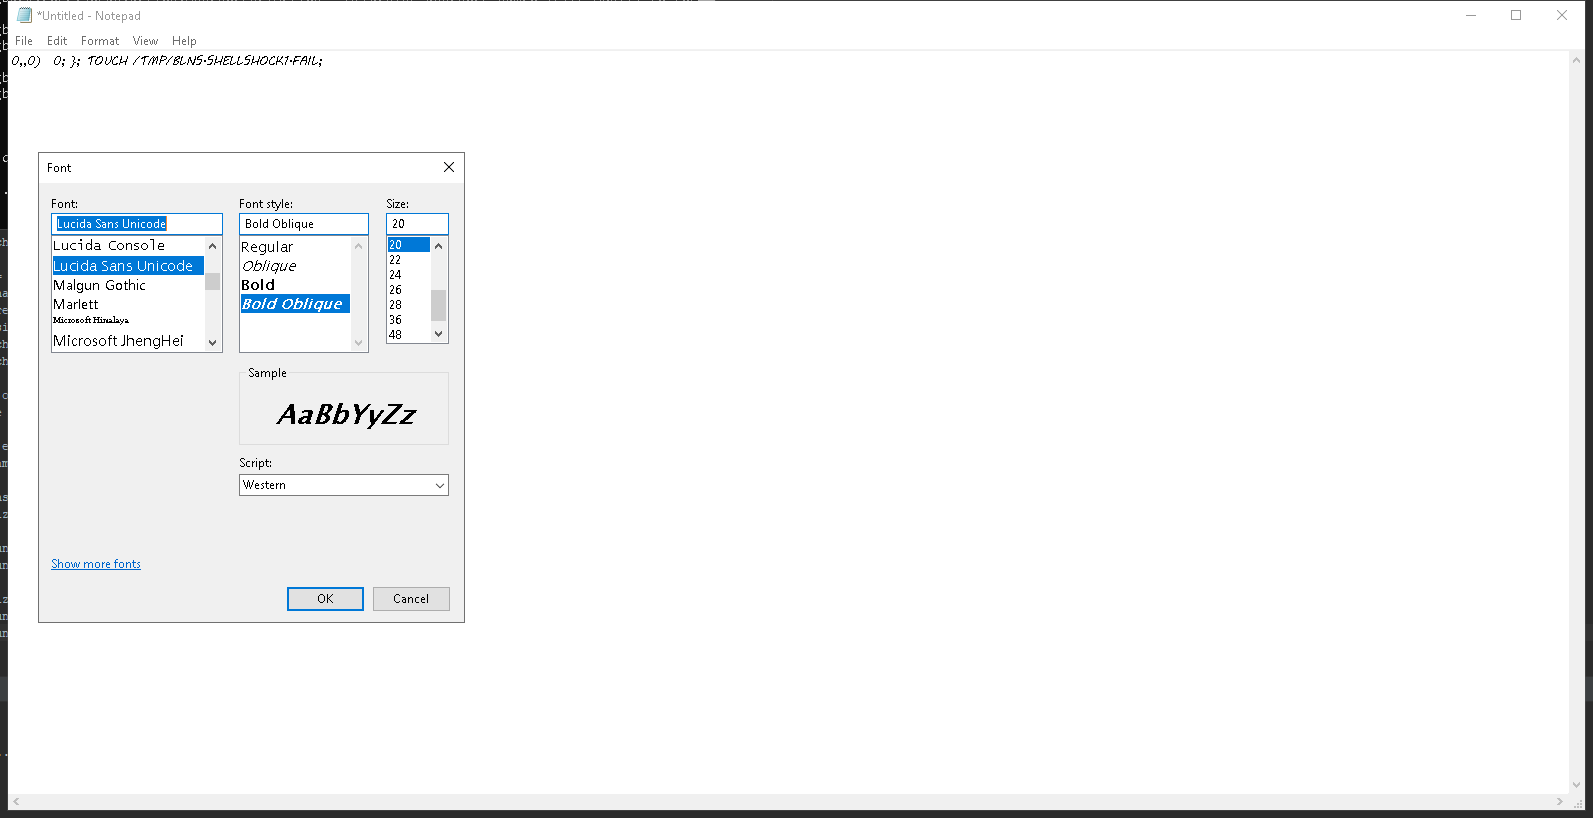 *Untitled - Notepad
File Edit Format View Help
0,,0)  0; }; TOUCH /TMP/BLNS.SHELLSHOCK1.FAIL;
Font
Font: Font style: Size:
Lucida Sans Unicode Bold Oblique 20
Lucida Console Regular 20
Lucida Sans Unicode Oblique 22
Malgun Gothic Bold 24
Marlett Bold Oblique 26
Microsoft Himalaya 28
Microsoft JhengHei 36
48
Sample
AaBbYyZz
Script:
Western
Show more fonts
OK Cancel